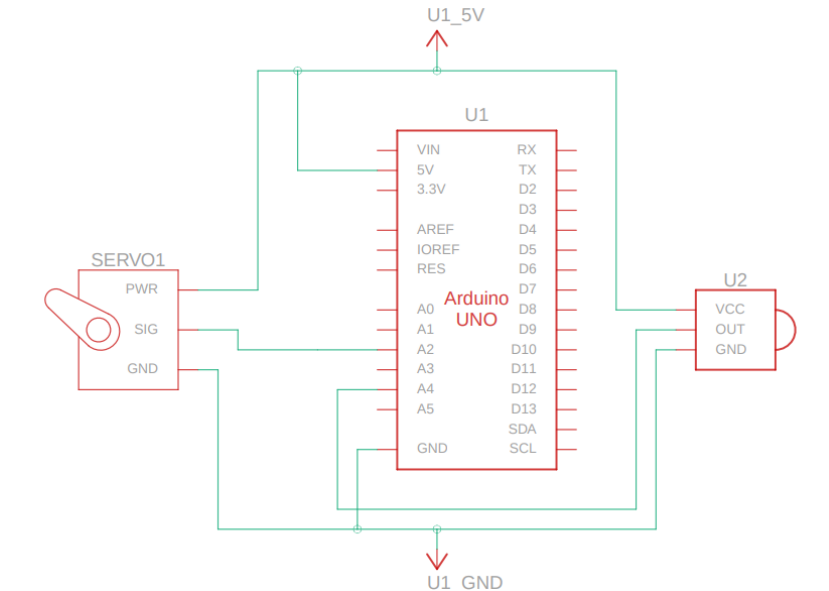 U1_5V
U1
VIN
5V
3.3V
AREF
IOREF
RES
A0
A1
A2
A3
A4
A5
GND
Arduino
UNO
RX
TX
D2
D3
D4
D5
D6
D7
D8
D9
D10
D11
D12
D13
SDA
SCL
SERVO1
PWR
SIG
GND
U2
VCC
OUT
GND
U1_GND